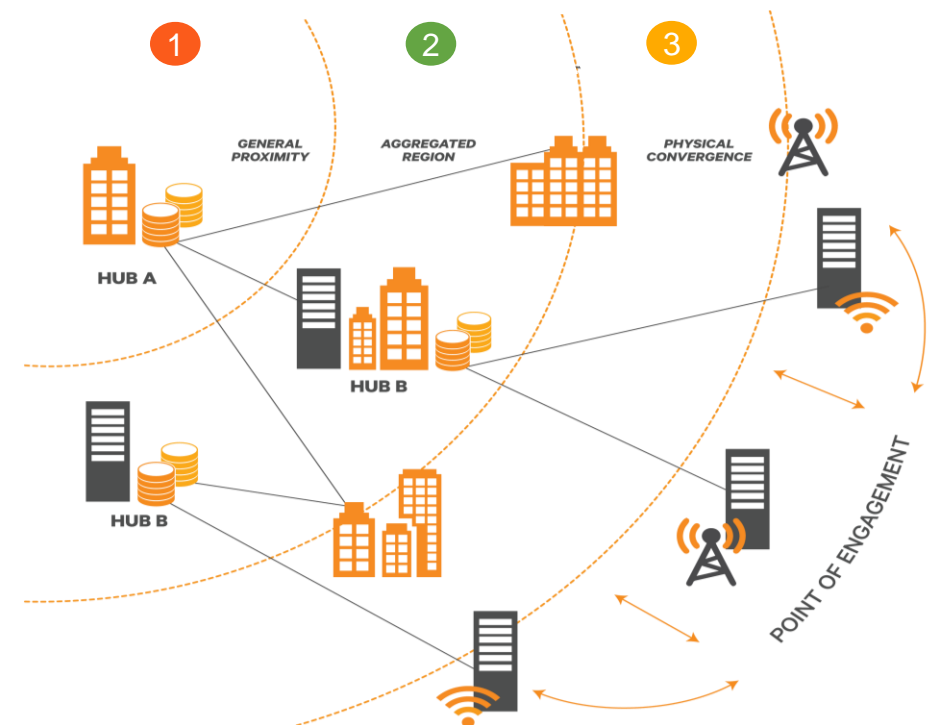 1
2
3
GENERAL
PROXIMITY
AGGREGATED
REGION
PHYSICAL
CONVERGENCE
HUB A
HUB B
HUB B
POINT OF ENGAGEMENT